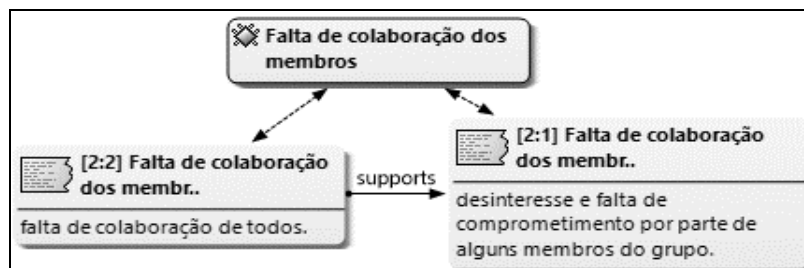 Falta de colaboração dos
membros
[2:2] Falta de colaboração
dos membr..
falta de colaboração de todos.
supports
[2:1] Falta de colaboração
dos membr..
desinteresse e falta de
comprometimento por parte de
alguns membros do grupo.